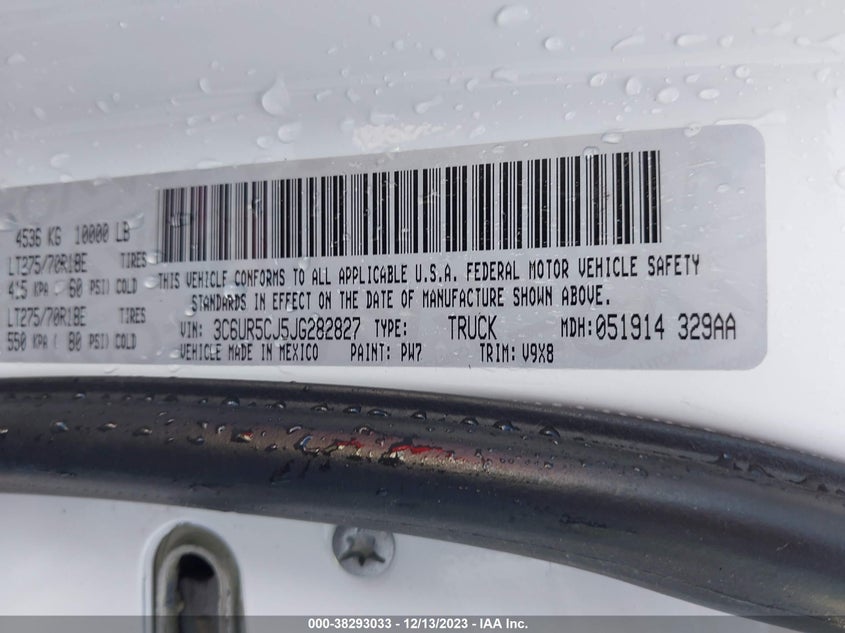 4536 KG 10000 LB
LT275/70R18E TIRES
415 KPA ( 60 PSI) COLD
LT275/70R18E TIRES
550 KPA ( 80 PSI) COLD
THIS VEHICLE CONFORMS TO ALL APPLICABLE U.S.A. FEDERAL MOTOR VEHICLE SAFETY
STANDARDS IN EFFECT ON THE DATE OF MANUFACTURE SHOWN ABOVE.
VIN: 3C6UR5CJ5JG282827 TYPE: TRUCK MDH:051914 329AA
VEHICLE MADE IN MEXICO PAINT: PW7 TRIM: V9X8
000-38293033 - 12/13/2023 - IAA Inc.